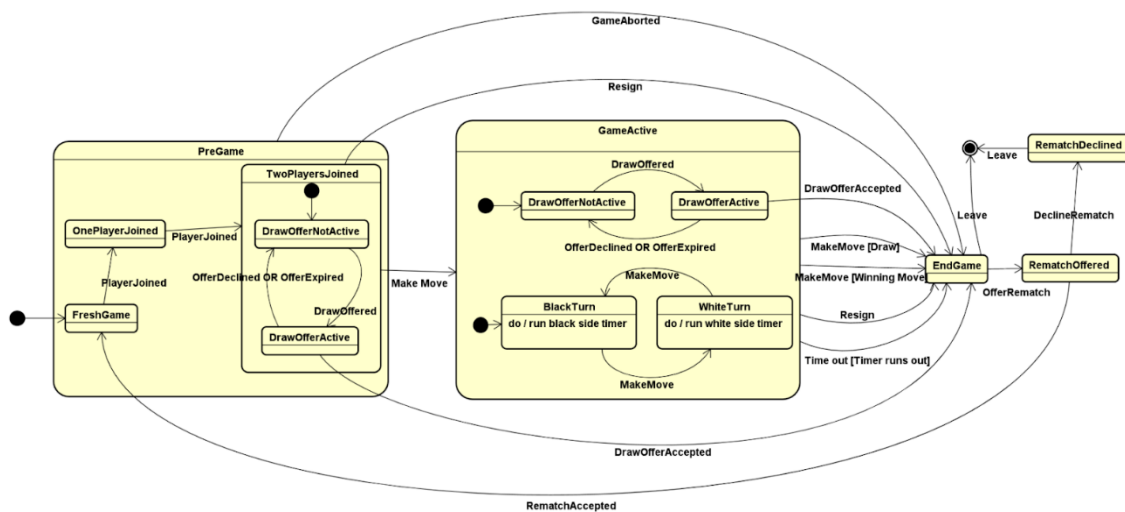 GameAborted
Resign
PreGame
TwoPlayersJoined
DrawOfferNotActive
OnePlayerJoined
PlayerJoined
OfferDeclined OR OfferExpired
PlayerJoined
DrawOffered
FreshGame
DrawOfferActive
Make Move
GameActive
DrawOffered
DrawOfferNotActive
DrawOfferActive
OfferDeclined OR OfferExpired
MakeMove
BlackTurn
do / run black side timer
WhiteTurn
do / run white side timer
MakeMove
DrawOfferAccepted
MakeMove [Draw]
MakeMove [Winning Move]
Resign
Time out [Timer runs out]
EndGame
Leave
RematchDeclined
Leave
DeclineRematch
RematchOffered
OfferRematch
DrawOfferAccepted
RematchAccepted